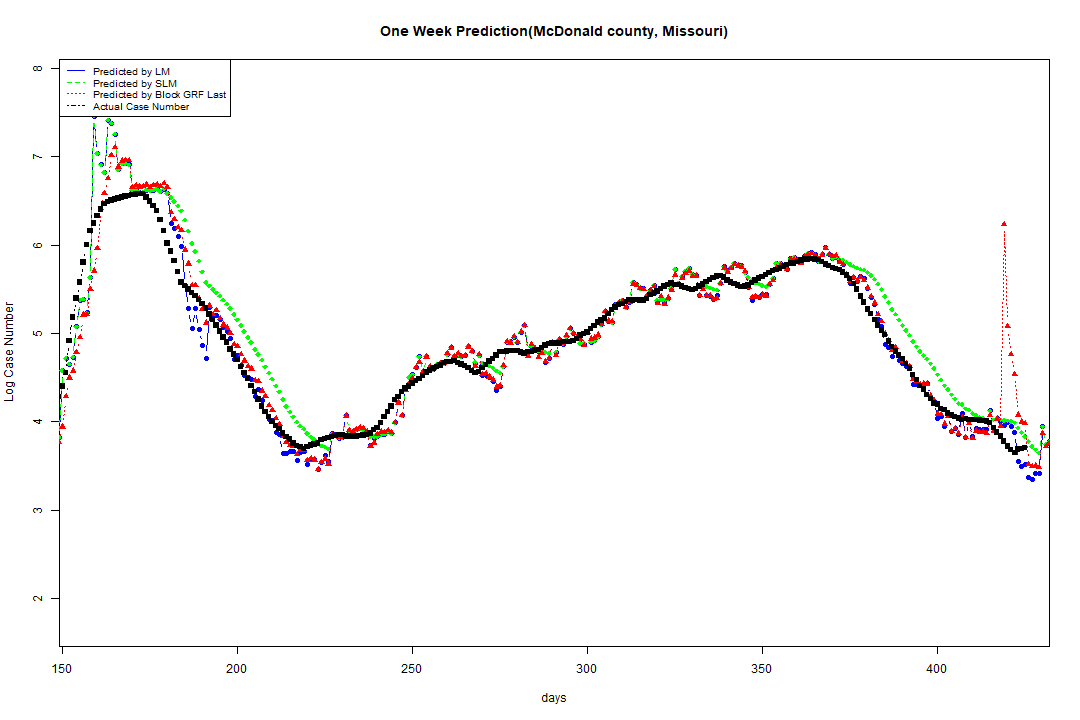 One Week Prediction(McDonald county, Missouri)
Predicted by LM
Predicted by SLM
Predicted by Block GRF Last
Actual Case Number
8
7
6
5
4
3
2
Log Case Number
150 200 250 300 350 400
days